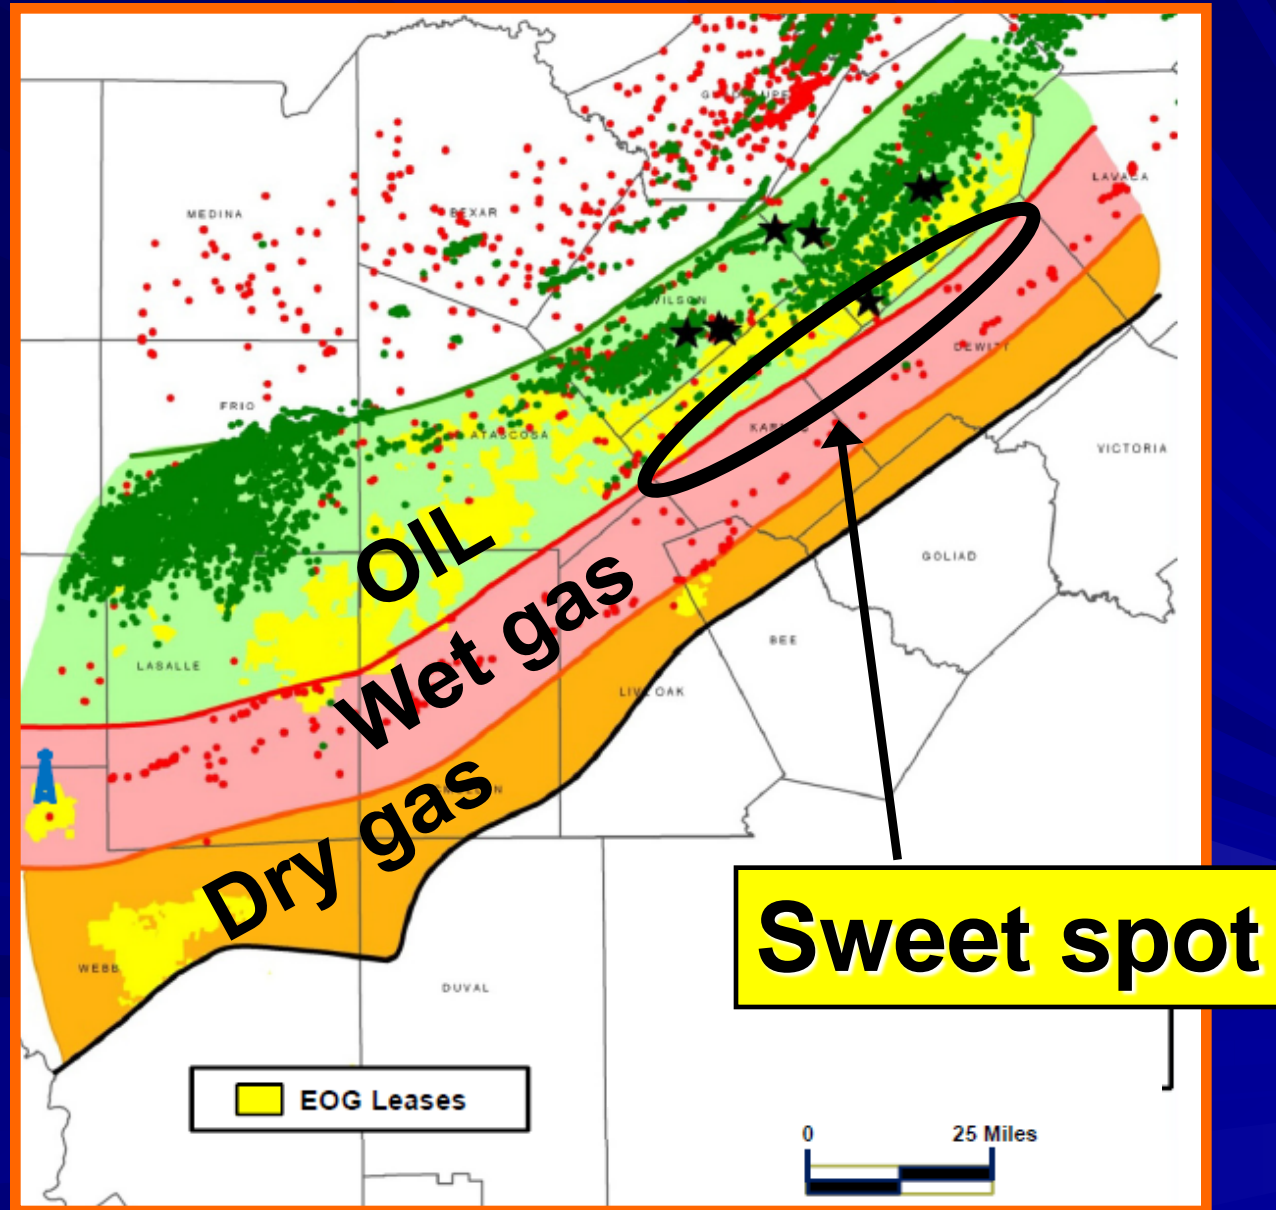 LAVACA
MEDINA
BEXAR
WILSON
DEWITT
FRIO
ATASCOSA
VICTORIA
OIL
Wet gas
GOLIAD
BEE
LASALLE
LIVE OAK
Dry gas
Sweet spot
WEBB
DUVAL
EOG Leases
0 25 Miles